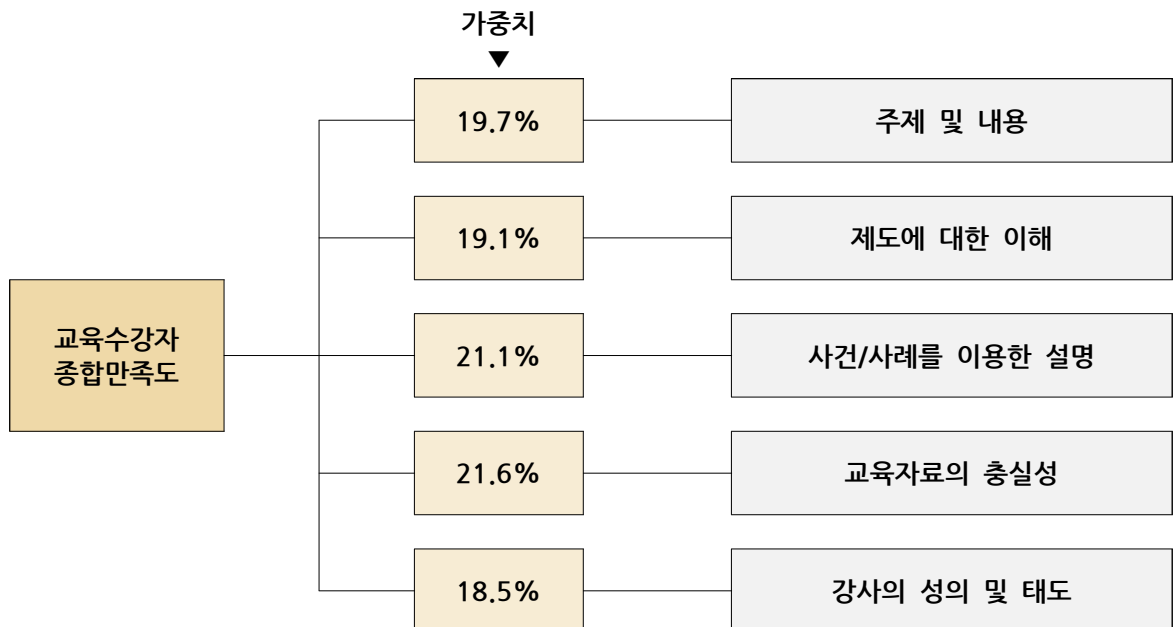 가중치
▼
19.7%
주제 및 내용
19.1%
제도에 대한 이해
교육수강자
종합만족도
21.1%
사건/사례를 이용한 설명
21.6%
교육자료의 충실성
18.5%
강사의 성의 및 태도